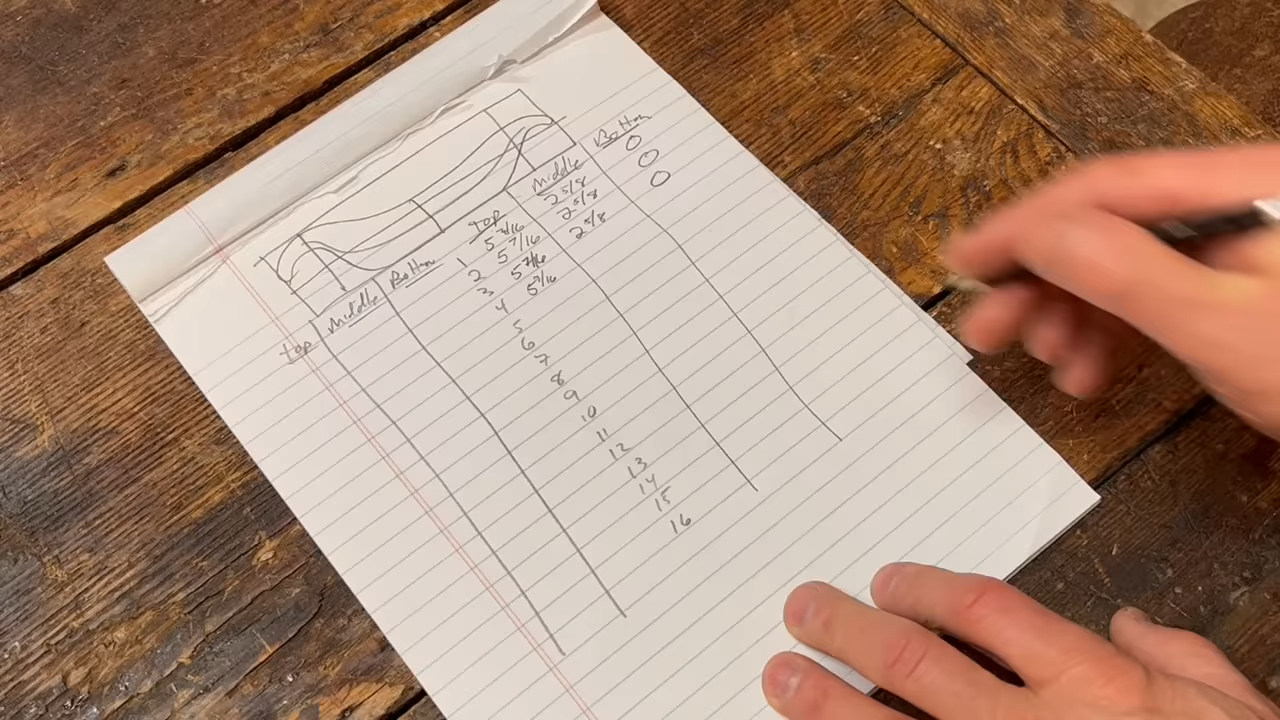 top Middle Bottom top Middle Bottom
1 5 7/16 2 5/8 0
2 5 7/16 2 5/8 0
3 5 7/16 2 5/8 0
4 5 7/16
5
6
7
8
9
10
11
12
13
14
15
16